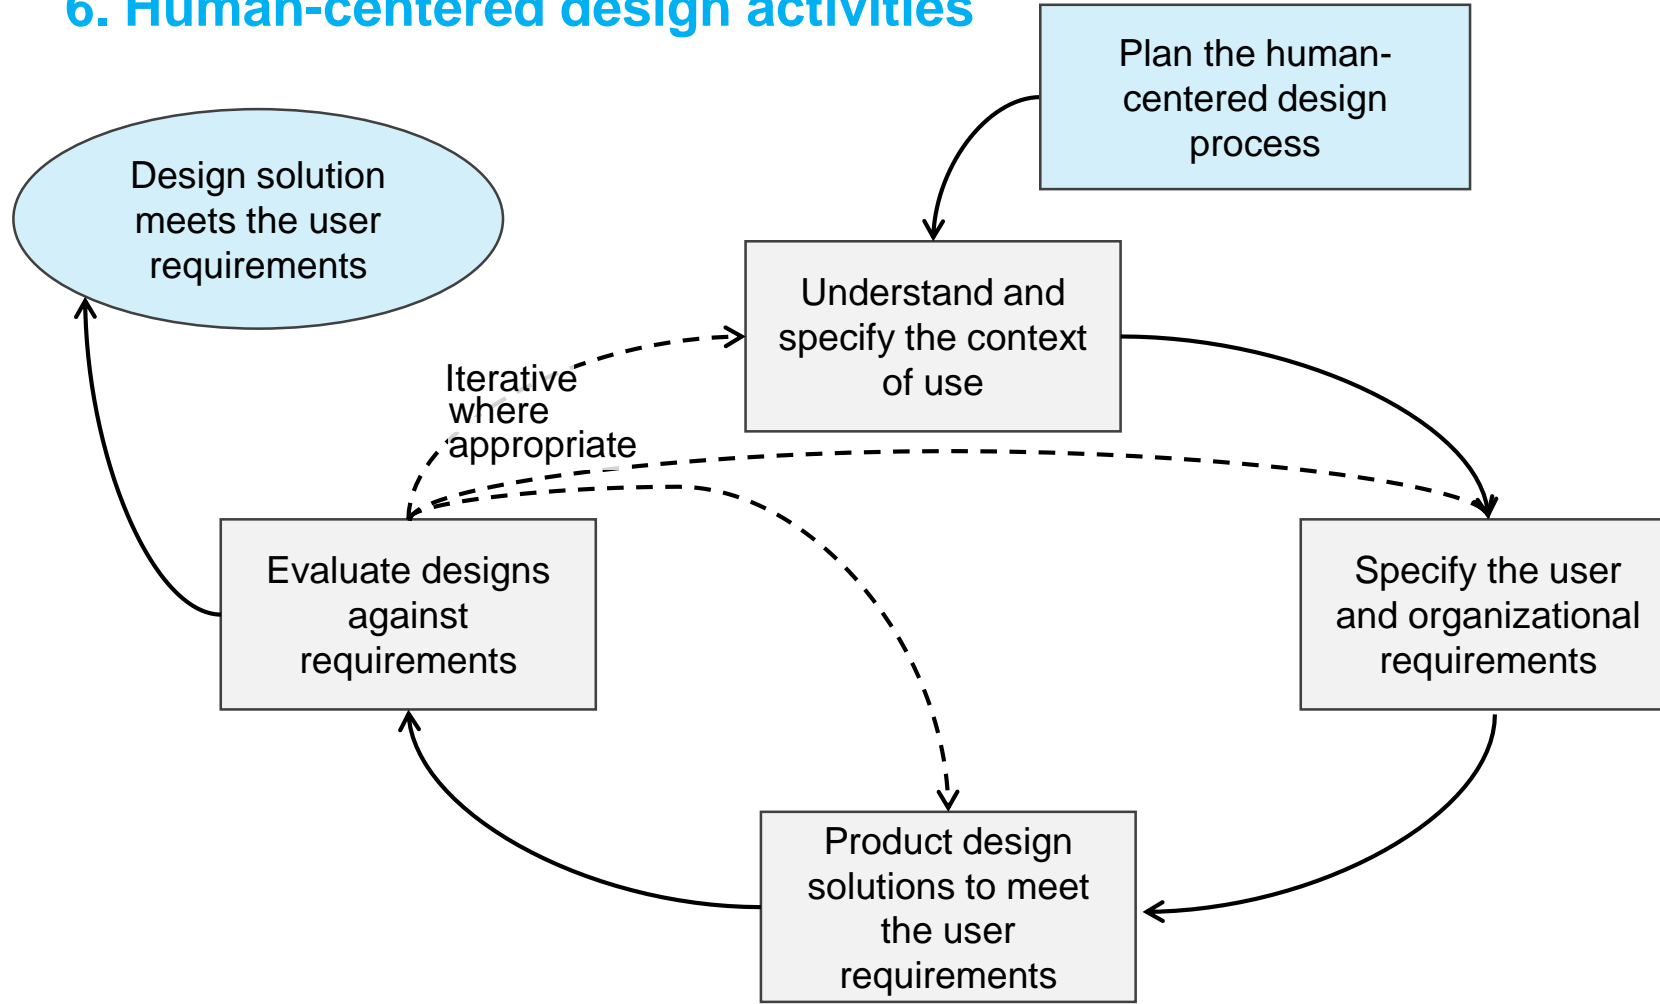 6. Human-centered design activities
Plan the human-
centered design
process
Design solution
meets the user
requirements
Understand and
specify the context
of use
Iterative
where
appropriate
Evaluate designs
against
requirements
Specify the user
and organizational
requirements
Product design
solutions to meet
the user
requirements